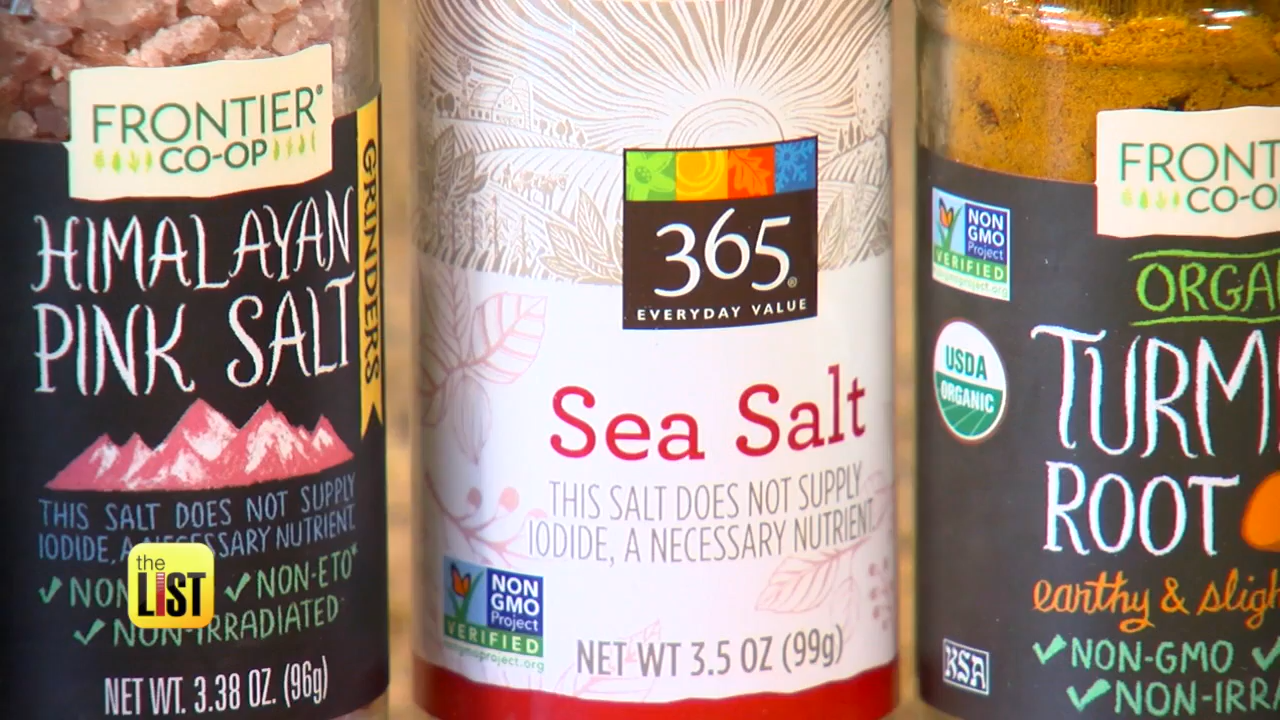 FRONTIER®
CO-OP
GRINDERS
HIMALAYAN
PINK SALT
THIS SALT DOES NOT SUPPLY
IODIDE, A NECESSARY NUTRIENT.
✓NON ✓NON-ETO*
✓NON-IRRADIATED
NET WT. 3.38 OZ. (96g)
the
LIST
365®
EVERYDAY VALUE
Sea Salt
THIS SALT DOES NOT SUPPLY
IODIDE, A NECESSARY NUTRIENT.
NON
GMO
Project
VERIFIED
nongmoproject.org
NET WT 3.5 OZ (99g)
FRONT
CO-O
NON
GMO
Project
VERIFIED
nongmoproject.org
ORGA
USDA
ORGANIC
TURM
ROOT
earthy & sligh
KSA
✓NON-GMO ✓
✓NON-IRRA